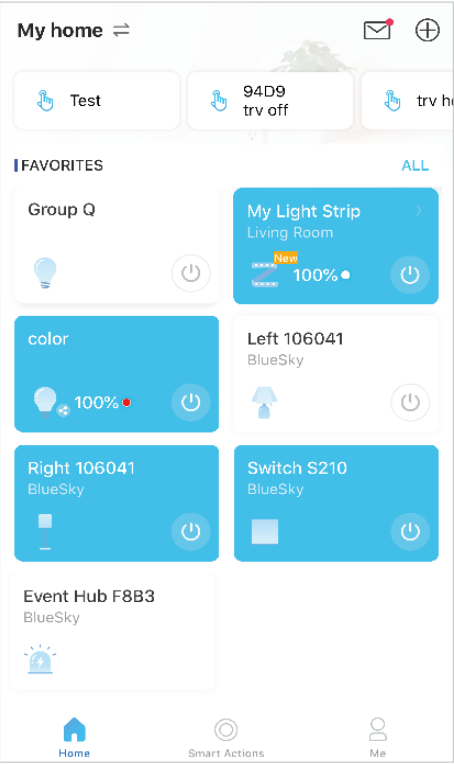 My home
Test
94D9
trv off
trv h
FAVORITES
ALL
Group Q
My Light Strip
Living Room
New
100%
color
100%
Left 106041
BlueSky
Right 106041
BlueSky
Switch S210
BlueSky
Event Hub F8B3
BlueSky
Home
Smart Actions
Me